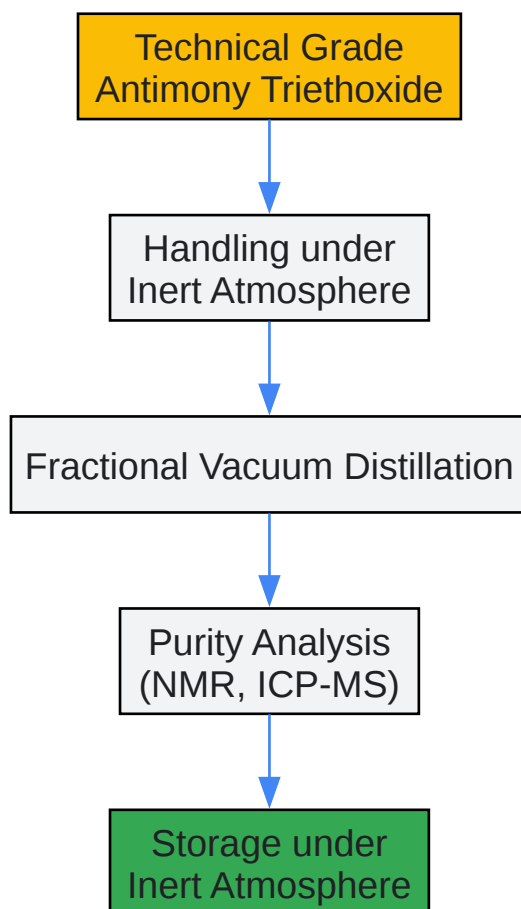 Technical Grade
Antimony Triethoxide
Handling under
Inert Atmosphere
Fractional Vacuum Distillation
Purity Analysis
(NMR, ICP-MS)
Storage under
Inert Atmosphere